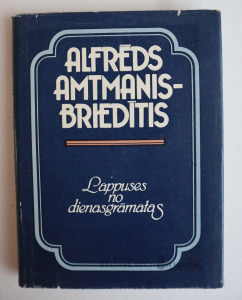 ALFRĒDS
AMTMANIS-
BRIEDĪTIS
Lappuses
no
dienasgrāmatas